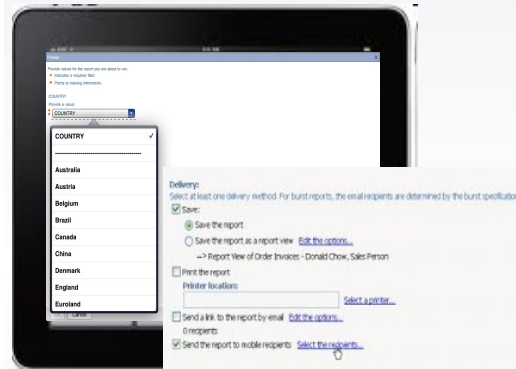 Provide values for the report you are about to run.
Indicates a required field.
Points to missing information.
COUNTRY
Provide a value:
COUNTRY
COUNTRY ✓
Australia
Austria
Belgium
Brazil
Canada
China
Denmark
England
Euroland
Cancel
Delivery:
Select at least one delivery method. For burst reports, the email recipients are determined by the burst specification
Save:
Save the report
Save the report as a report view Edit the options...
--> Report View of Order Invoices - Donald Chow, Sales Person
Print the report
Printer location:
Select a printer...
Send a link to the report by email Edit the options...
0 recipients
Send the report to mobile recipients Select the recipients...